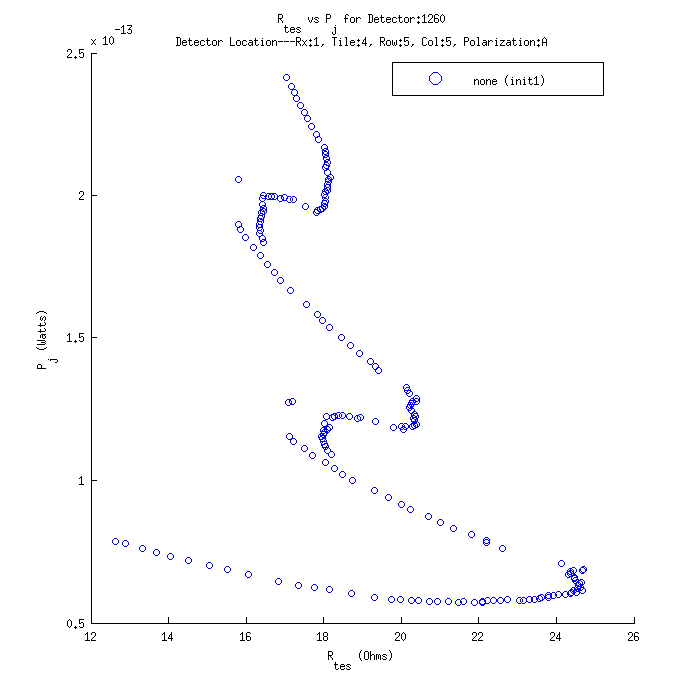 R_tes vs P_j for Detector:1260
Detector Location---Rx:1, Tile:4, Row:5, Col:5, Polarization:A
x 10^-13
none (init1)
2.5
2
1.5
1
0.5
P_j (Watts)
12 14 16 18 20 22 24 26
R_tes (Ohms)